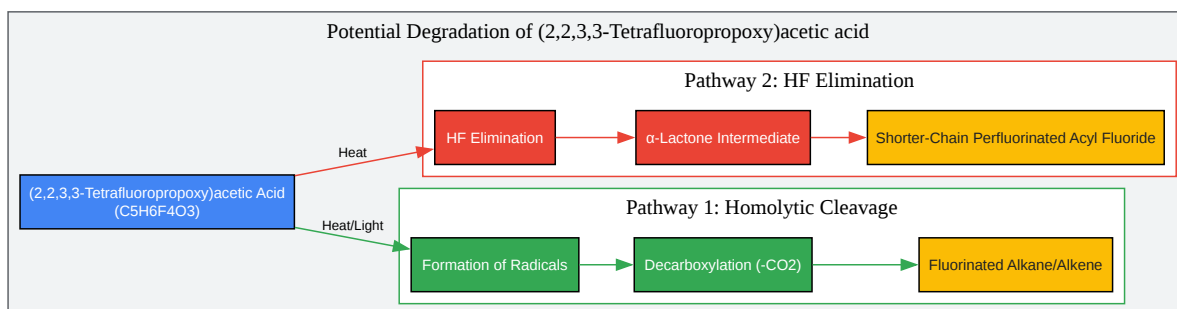 Potential Degradation of (2,2,3,3-Tetrafluoropropoxy)acetic acid
Pathway 2: HF Elimination
HF Elimination
α-Lactone Intermediate
Shorter-Chain Perfluorinated Acyl Fluoride
Heat
(2,2,3,3-Tetrafluoropropoxy)acetic Acid
(C5H6F4O3)
Heat/Light
Pathway 1: Homolytic Cleavage
Formation of Radicals
Decarboxylation (-CO2)
Fluorinated Alkane/Alkene